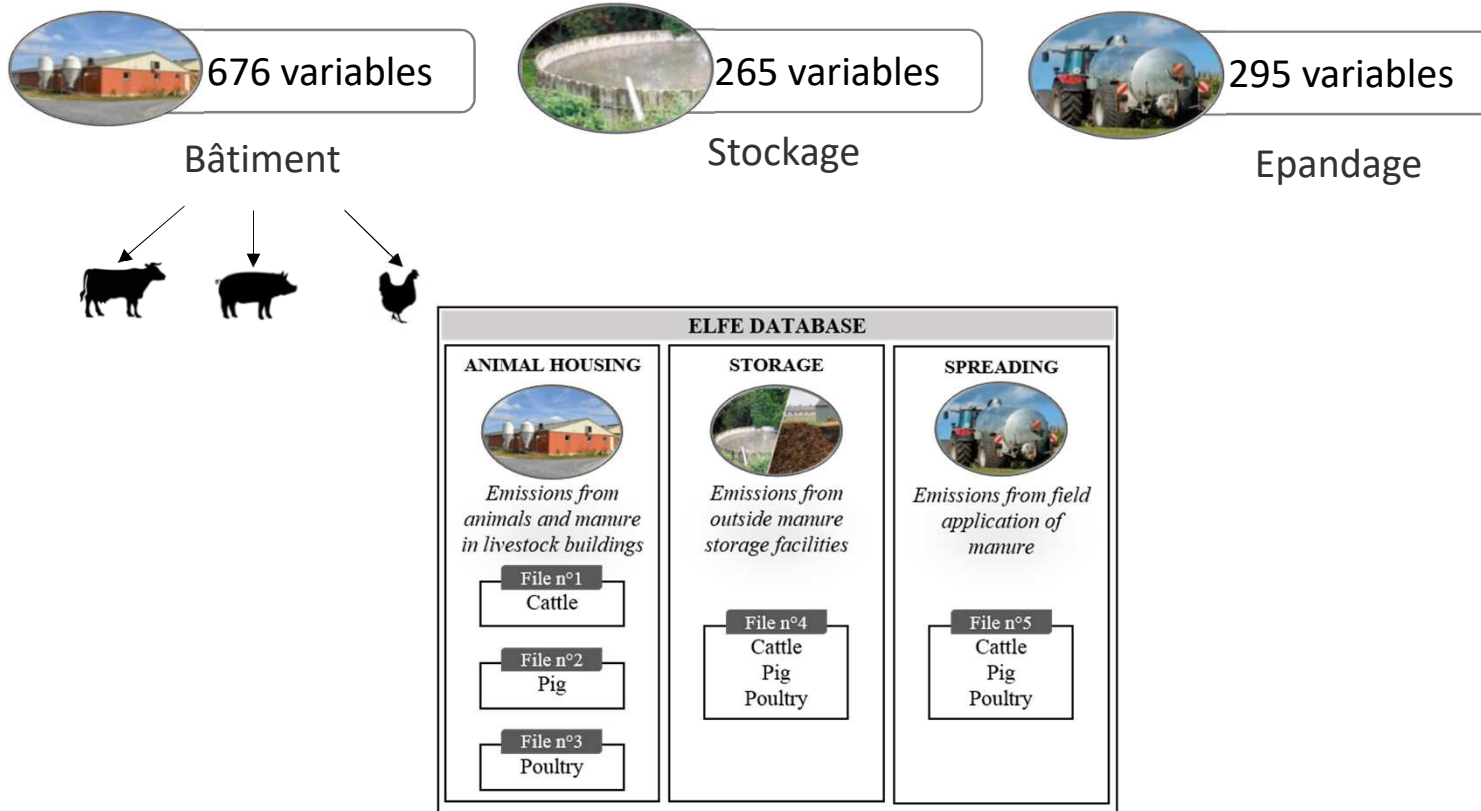 676 variables
265 variables
295 variables
Bâtiment
Stockage
Epandage
ELFE DATABASE
ANIMAL HOUSING
Emissions from
animals and manure
in livestock buildings
File n°1
Cattle
File n°2
Pig
File n°3
Poultry
STORAGE
Emissions from
outside manure
storage facilities
File n°4
Cattle
Pig
Poultry
SPREADING
Emissions from field
application of
manure
File n°5
Cattle
Pig
Poultry